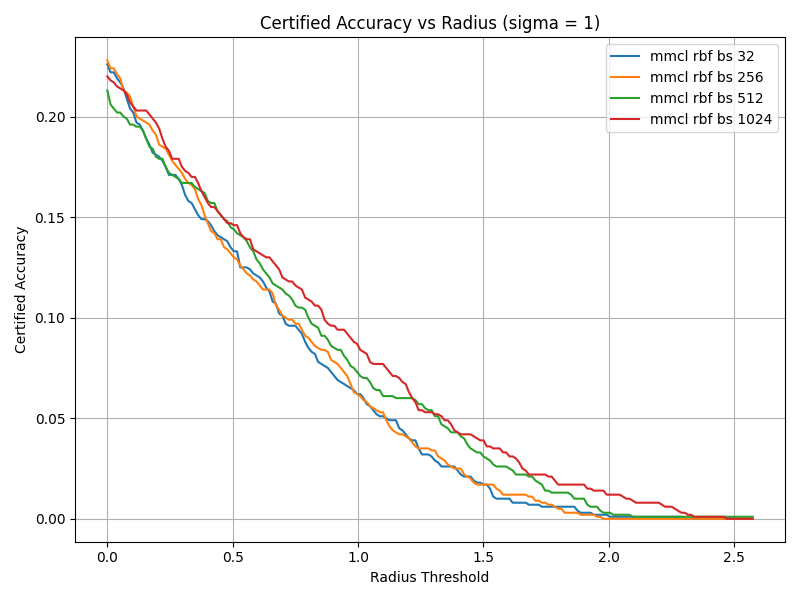 Certified Accuracy vs Radius (sigma = 1)
mmcl rbf bs 32
mmcl rbf bs 256
mmcl rbf bs 512
mmcl rbf bs 1024
Certified Accuracy
0.20
0.15
0.10
0.05
0.00
0.0 0.5 1.0 1.5 2.0 2.5
Radius Threshold